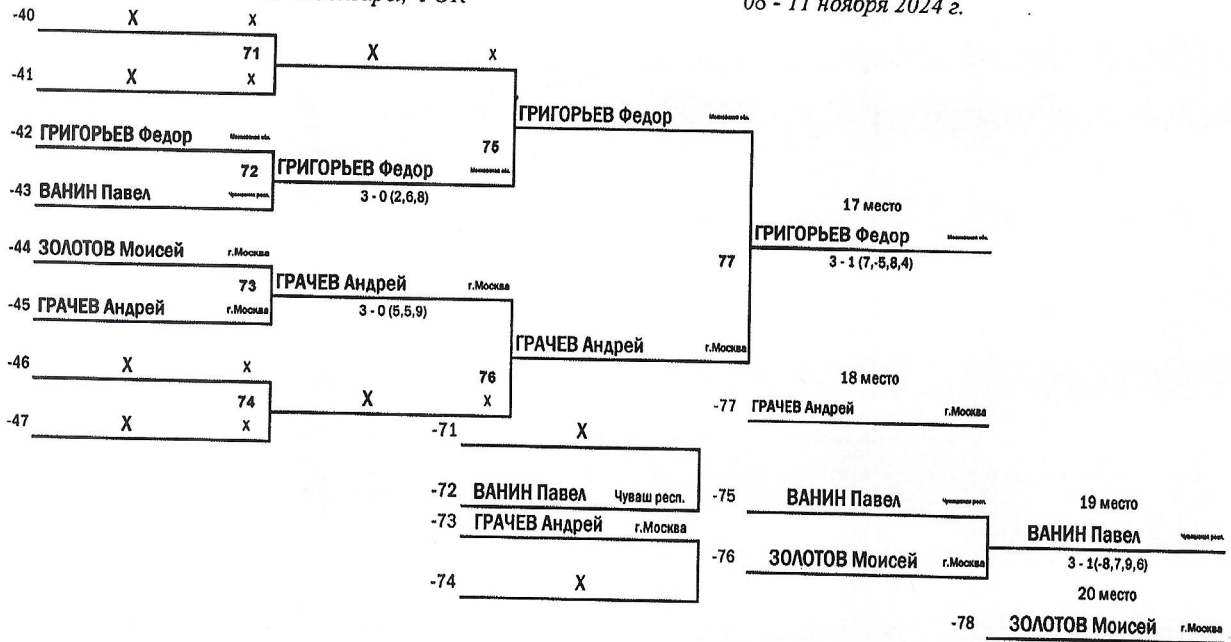 08 - 11 ноября 2024 г.
-40 X x
71
X x
-41 X x
ГРИГОРЬЕВ Федор
-42 ГРИГОРЬЕВ Федор
75
72
ГРИГОРЬЕВ Федор
-43 ВАНИН Павел
3 - 0 (2,6,8)
17 место
ГРИГОРЬЕВ Федор
-44 ЗОЛОТОВ Моисей г.Москва
77
3 - 1 (7,-5,8,4)
73
ГРАЧЕВ Андрей г.Москва
-45 ГРАЧЕВ Андрей г.Москва
3 - 0 (5,5,9)
ГРАЧЕВ Андрей г.Москва
-46 X x
76
18 место
74
X x
-77 ГРАЧЕВ Андрей г.Москва
-47 X x
-71 X
-72 ВАНИН Павел Чуваш респ.
-75 ВАНИН Павел
19 место
-73 ГРАЧЕВ Андрей г.Москва
ВАНИН Павел
-76 ЗОЛОТОВ Моисей г.Москва
3 - 1(-8,7,9,6)
-74 X
20 место
-78 ЗОЛОТОВ Моисей г.Москва